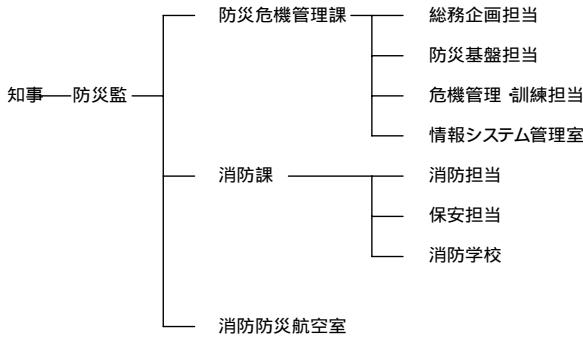 防災危機管理課 総務企画担当
防災基盤担当
知事 防災監 危機管理・訓練担当
情報システム管理室
消防課 消防担当
保安担当
消防学校
消防防災航空室